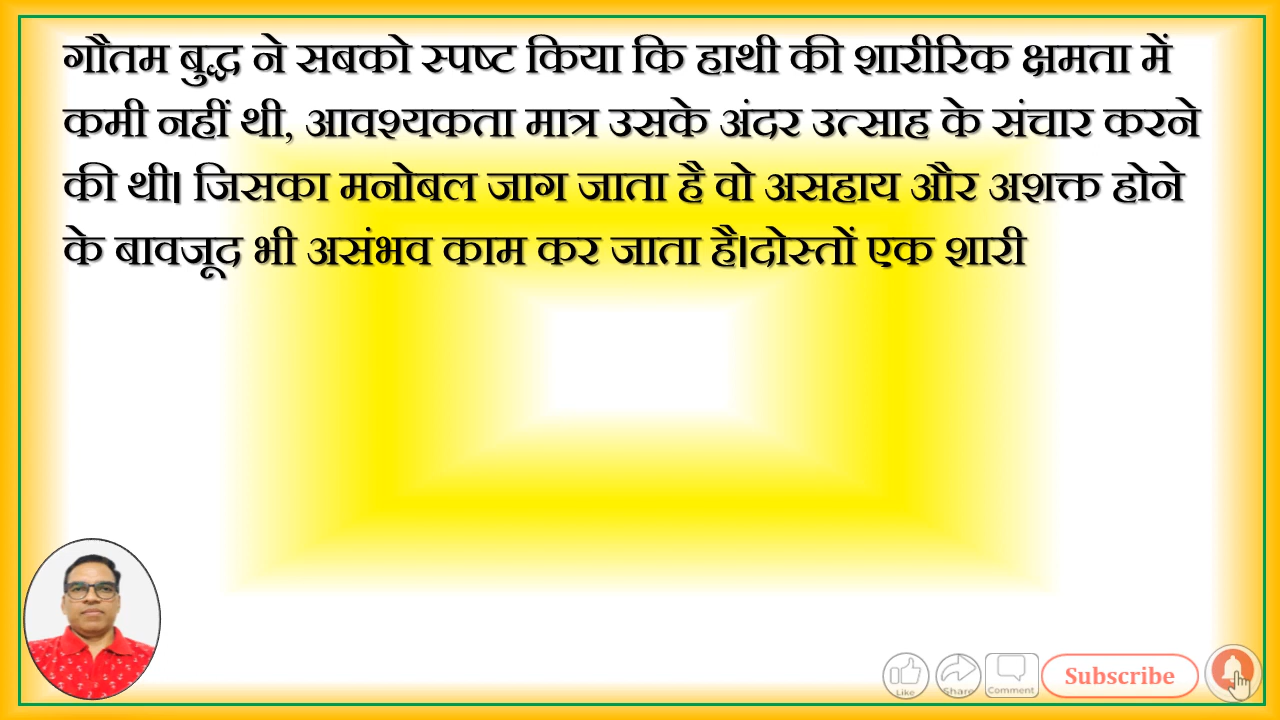 गौतम बुद्ध ने सबको स्पष्ट किया कि हाथी की शारीरिक क्षमता में
कमी नहीं थी, आवश्यकता मात्र उसके अंदर उत्साह के संचार करने
की थी। जिसका मनोबल जाग जाता है वो असहाय और अशक्त होने
के बावजूद भी असंभव काम कर जाता है।दोस्तों एक शारी
Like Share Comment Subscribe